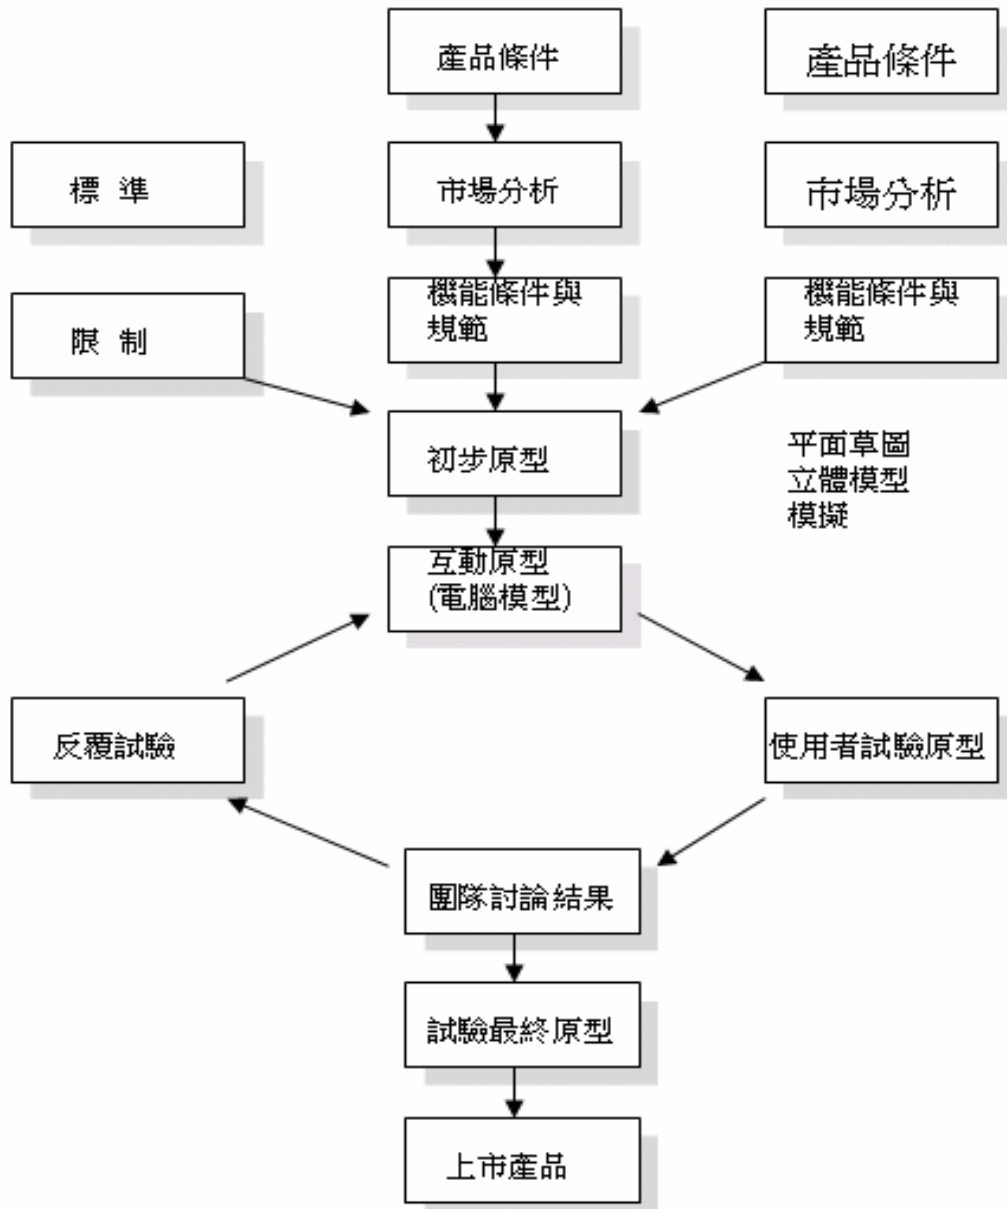 產品條件
產品條件
標 準
市場分析
市場分析
限 制
機能條件與
規範
機能條件與
規範
初步原型
平面草圖
立體模型
模擬
互動原型
(電腦模型)
反覆試驗
使用者試驗原型
團隊討論結果
試驗最終原型
上市產品